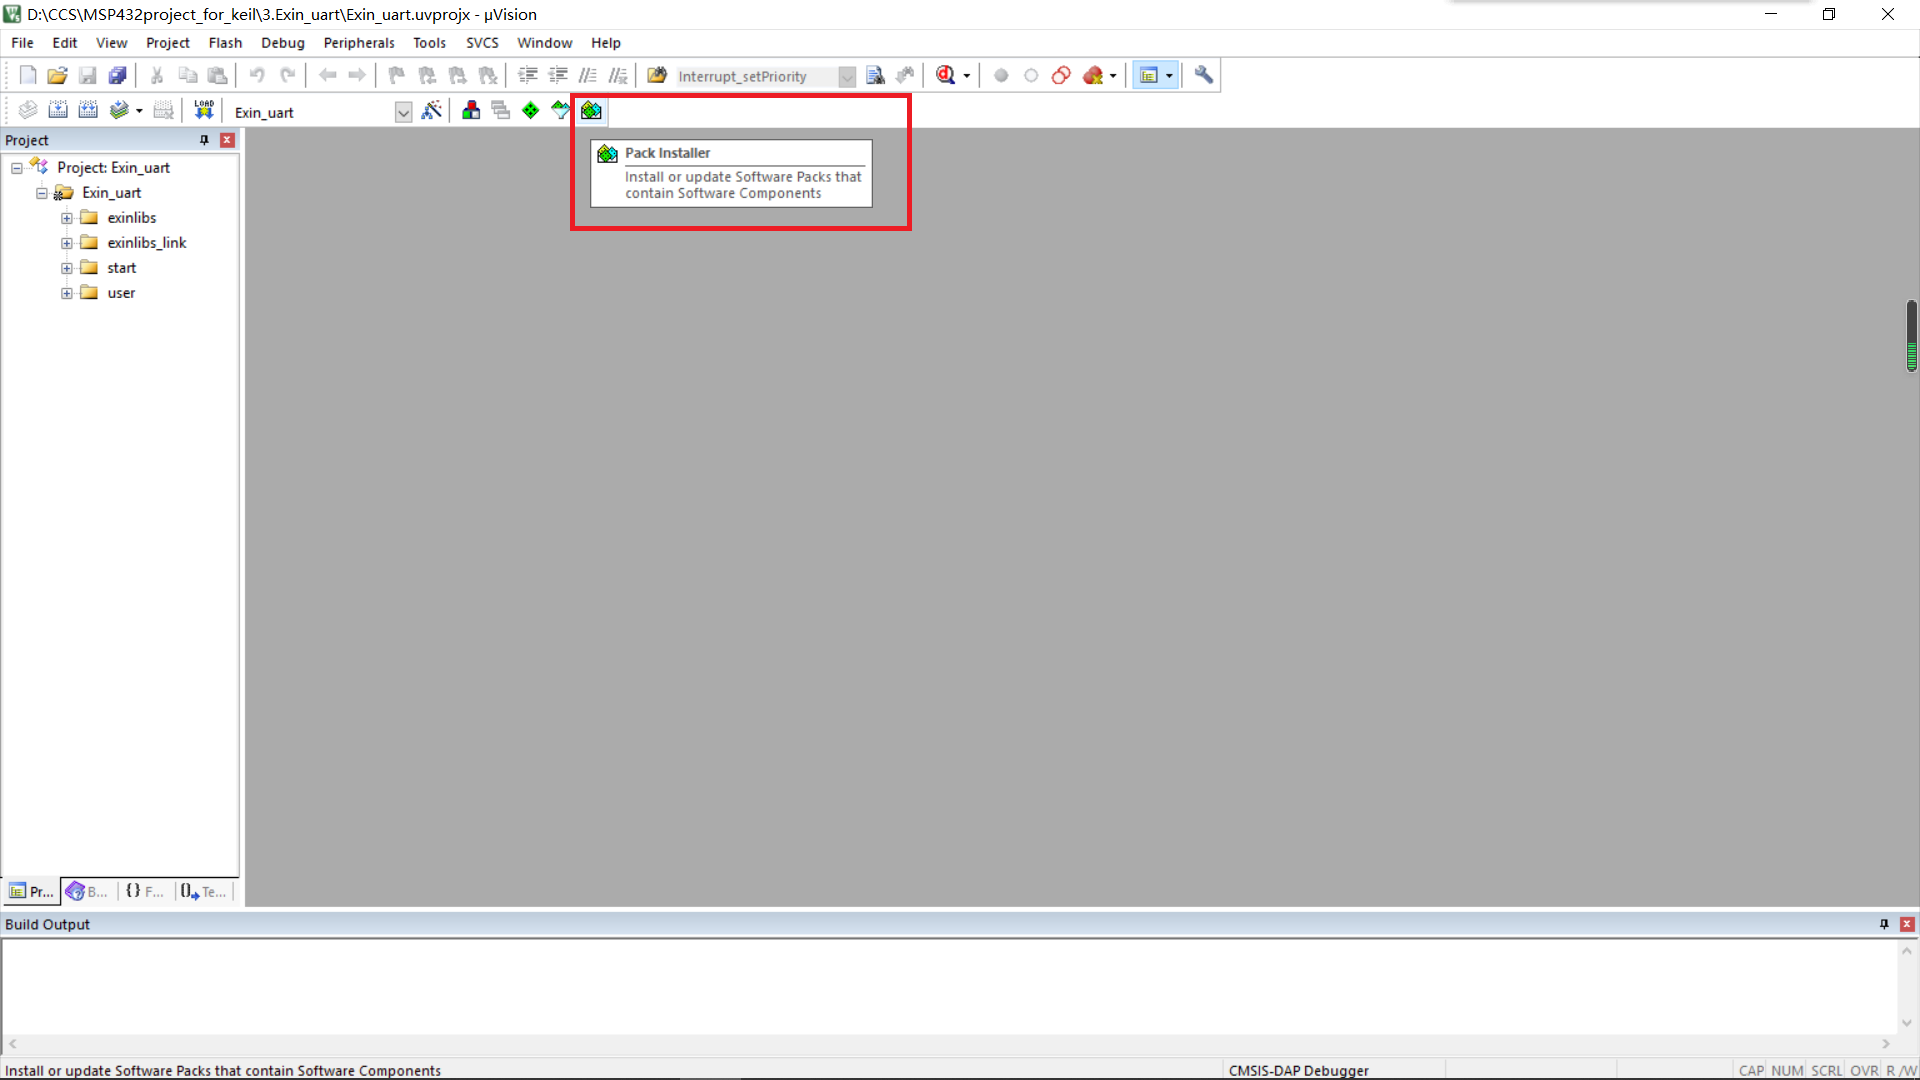 D:\CCS\MSP432project_for_keil\3.Exin_uart\Exin_uart.uvprojx - µVision
File Edit View Project Flash Debug Peripherals Tools SVCS Window Help
Interrupt_setPriority
LOAD Exin_uart
Project
Pack Installer
Install or update Software Packs that
contain Software Components
Project: Exin_uart
Exin_uart
exinlibs
exinlibs_link
start
user
Pr... B... {} F... Te...
Build Output
Install or update Software Packs that contain Software Components CMSIS-DAP Debugger CAP NUM SCRL OVR R /W